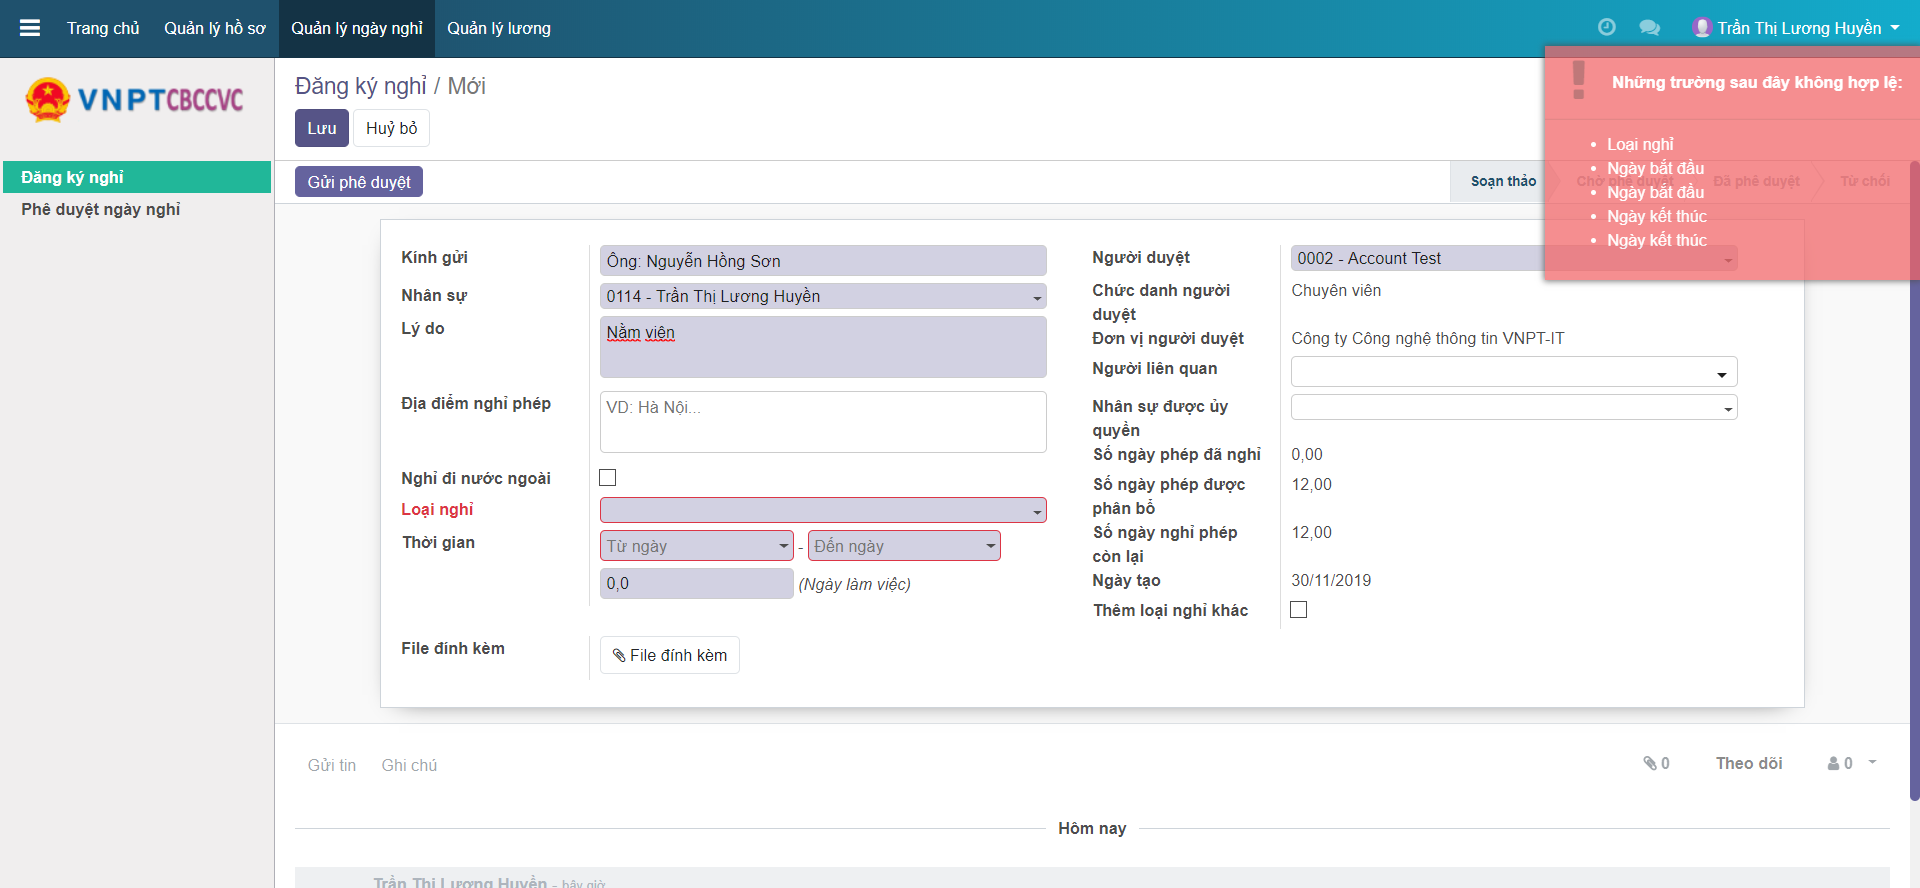 Trang chủ Quản lý hồ sơ Quản lý ngày nghỉ Quản lý lương Trần Thị Lương Huyền
VNPTCBCCVC
Đăng ký nghỉ
Phê duyệt ngày nghỉ
Đăng ký nghỉ / Mới
Lưu Huỷ bỏ
Gửi phê duyệt
Soạn thảo Chờ phê duyệt Đã phê duyệt Từ chối
Những trường sau đây không hợp lệ:
Loại nghỉ
Ngày bắt đầu
Ngày bắt đầu
Ngày kết thúc
Ngày kết thúc
Kính gửi Ông: Nguyễn Hồng Sơn
Nhân sự 0114 - Trần Thị Lương Huyền
Lý do Nằm viên
Địa điểm nghỉ phép VD: Hà Nội...
Nghỉ đi nước ngoài
Loại nghỉ
Thời gian Từ ngày - Đến ngày
0,0 (Ngày làm việc)
File đính kèm File đính kèm
Người duyệt 0002 - Account Test
Chức danh người
duyệt
Chuyên viên
Đơn vị người duyệt Công ty Công nghệ thông tin VNPT-IT
Người liên quan
Nhân sự được ủy
quyền
Số ngày phép đã nghỉ 0,00
Số ngày phép được
phân bổ
12,00
Số ngày nghỉ phép
còn lại
12,00
Ngày tạo 30/11/2019
Thêm loại nghỉ khác
Gửi tin Ghi chú 0 Theo dõi 0
Hôm nay
Trần Thị Lương Huyền - bây giờ